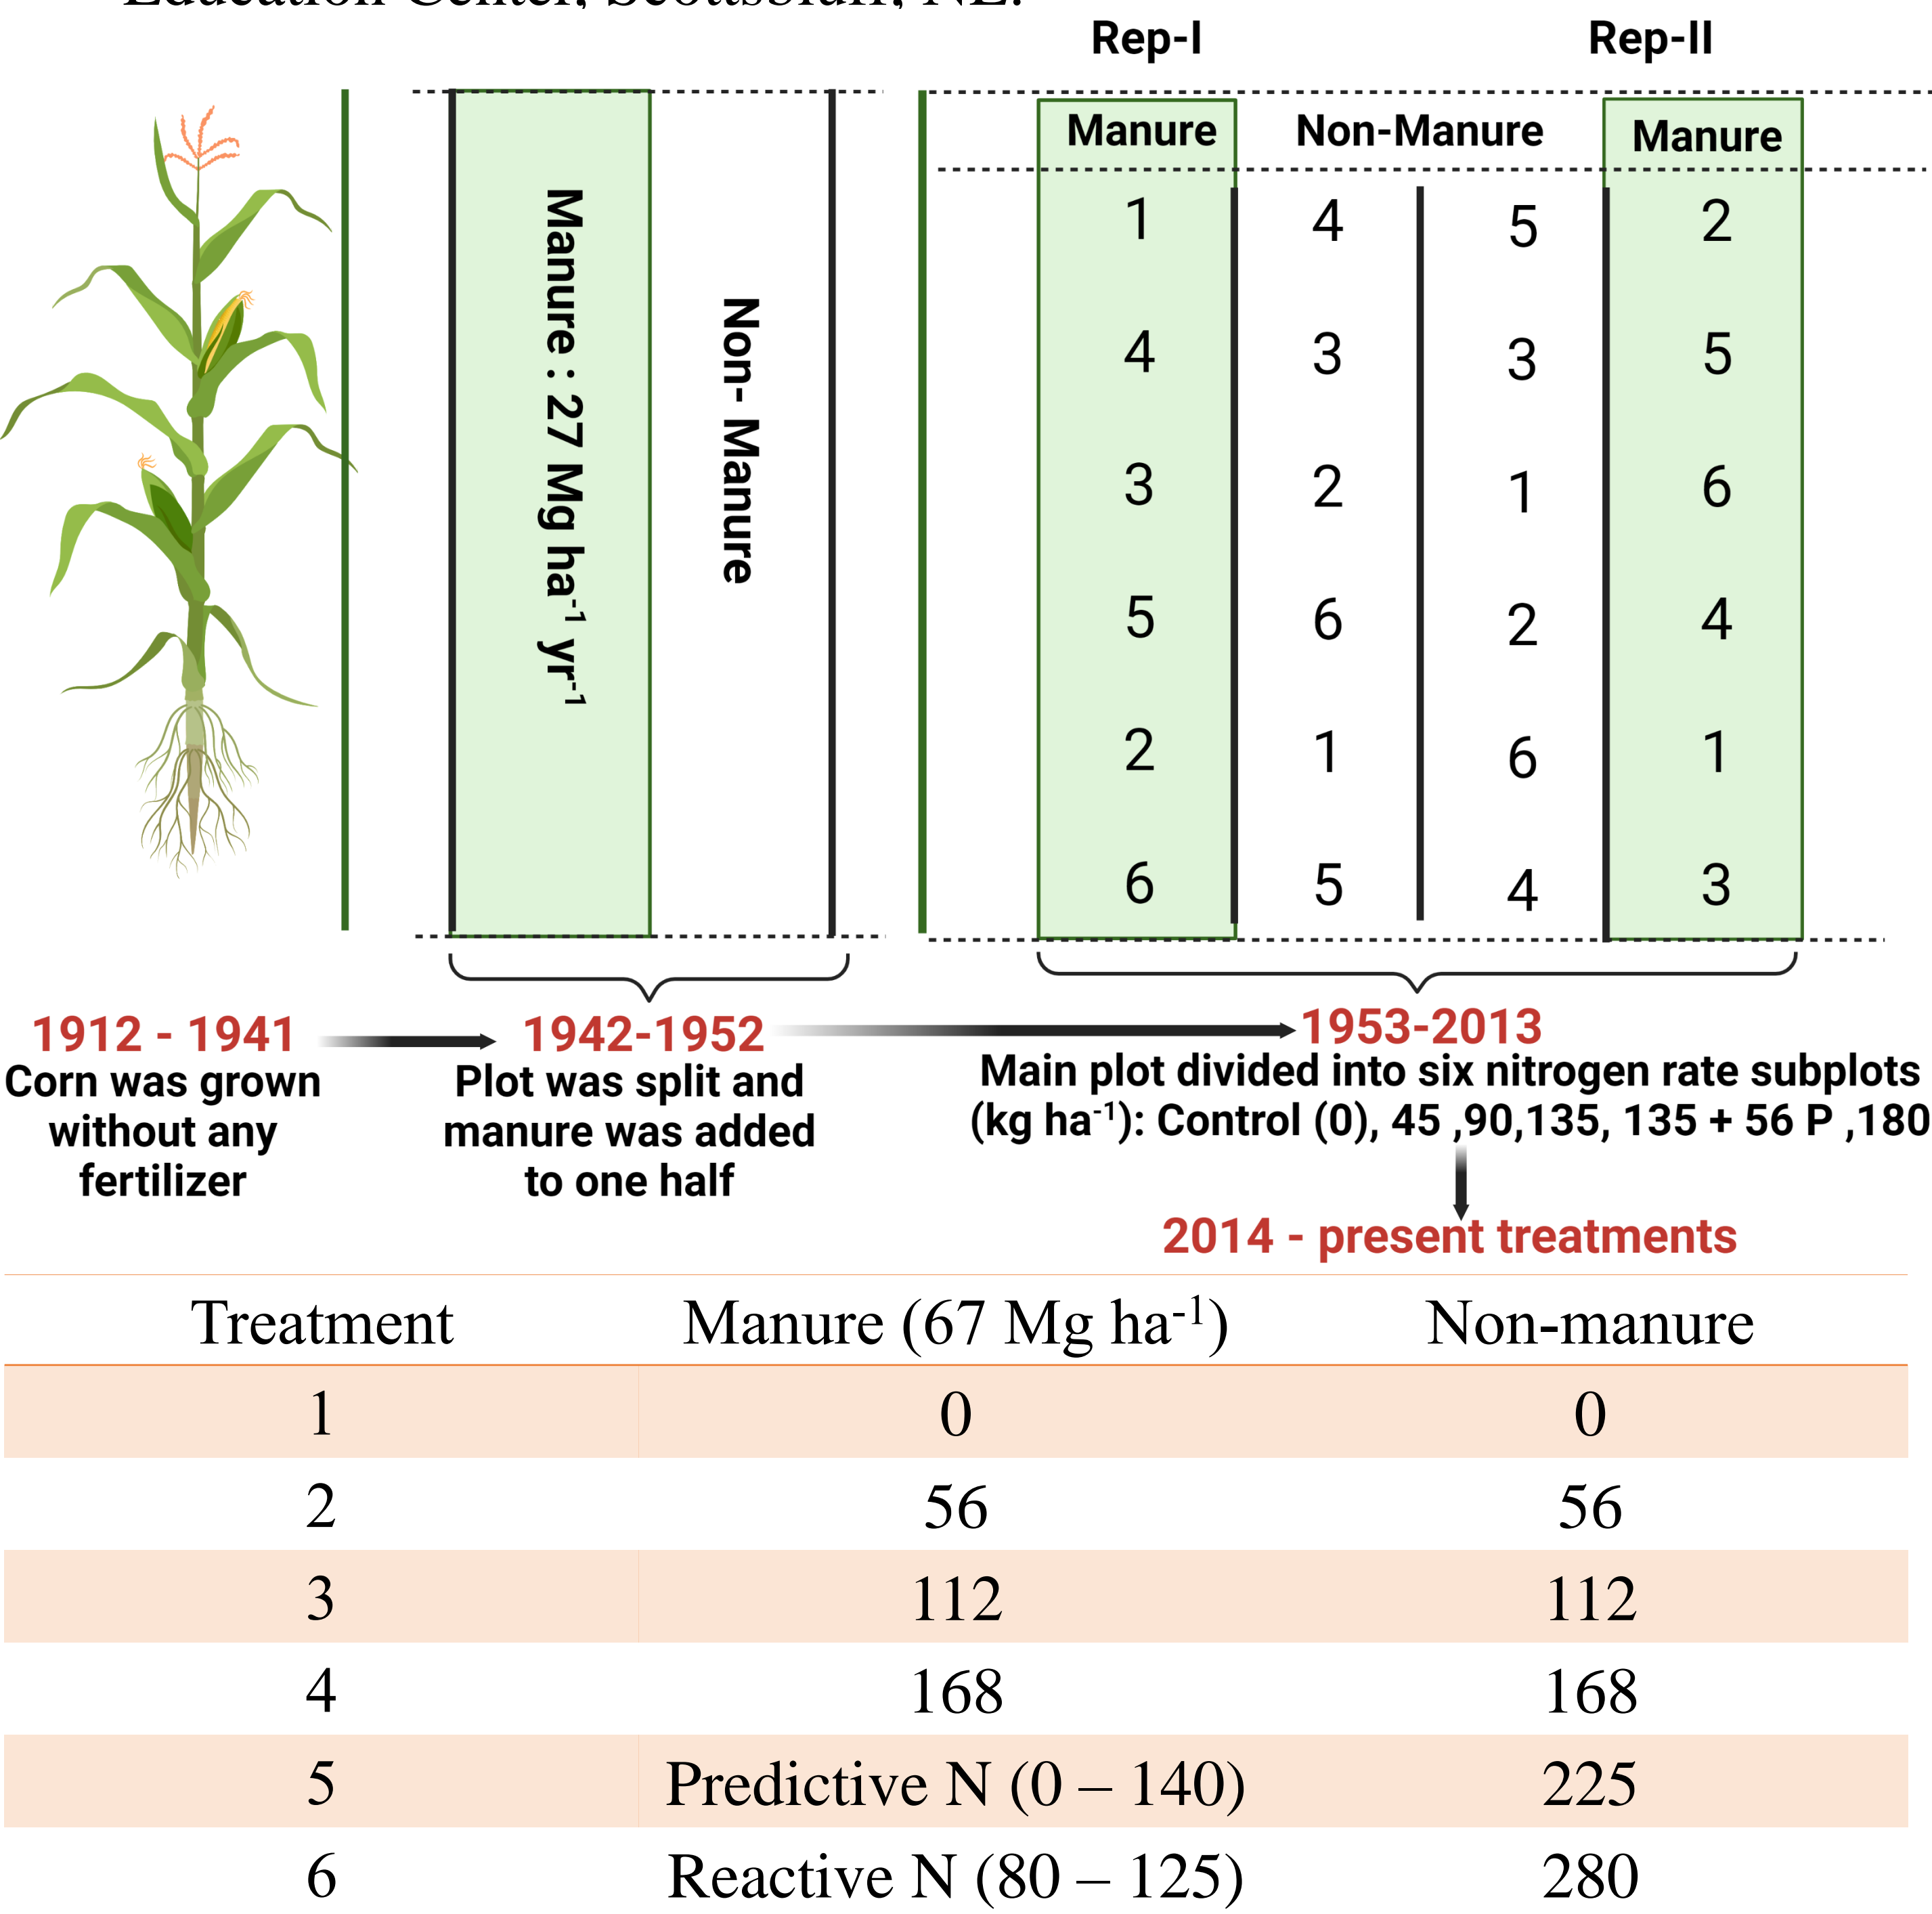 Education Center, Scottsbluff, NE.
Rep-I Rep-II
Manure Non-Manure Manure
Manure : 27 Mg ha⁻¹ yr⁻¹
Non- Manure
1 4 5 2
4 3 3 5
3 2 1 6
5 6 2 4
2 1 6 1
6 5 4 3
1912 - 1941
Corn was grown
without any
fertilizer
1942-1952
Plot was split and
manure was added
to one half
1953-2013
Main plot divided into six nitrogen rate subplots
(kg ha⁻¹): Control (0), 45 ,90,135, 135 + 56 P ,180
2014 - present treatments
Treatment Manure (67 Mg ha⁻¹) Non-manure
1 0 0
2 56 56
3 112 112
4 168 168
5 Predictive N (0 – 140) 225
6 Reactive N (80 – 125) 280